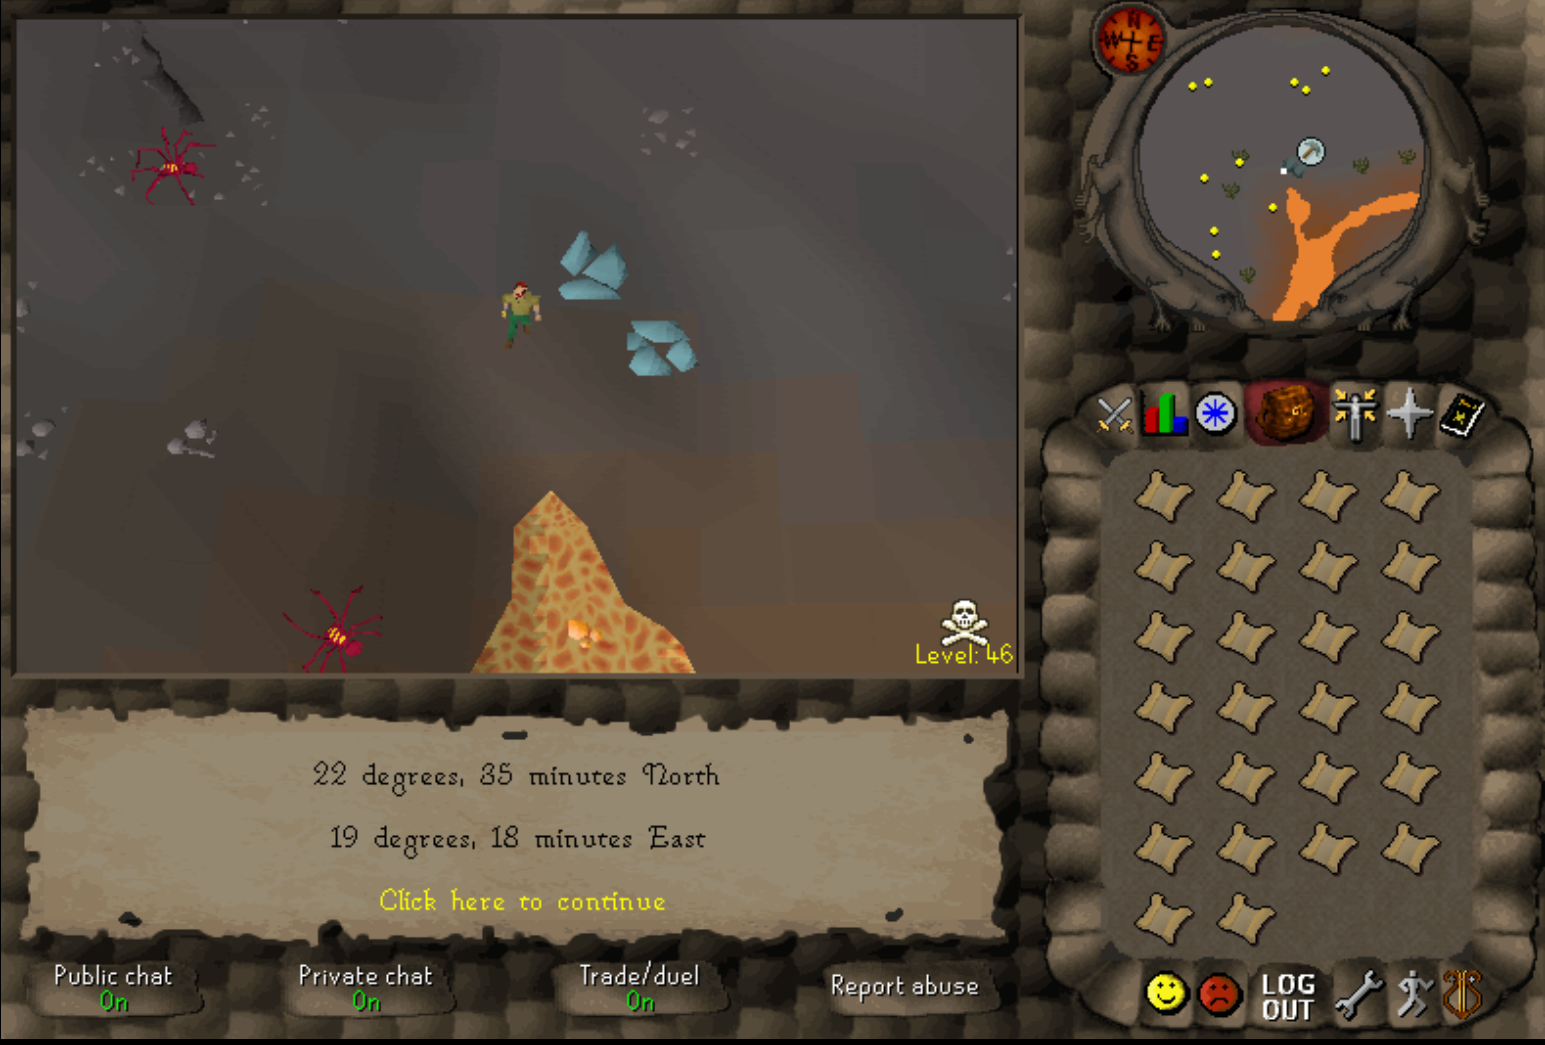 N
W E
S
Level: 46
22 degrees, 35 minutes North
19 degrees, 18 minutes East
Click here to continue
Public chat
On
Private chat
On
Trade/duel
On
Report abuse
LOG
OUT